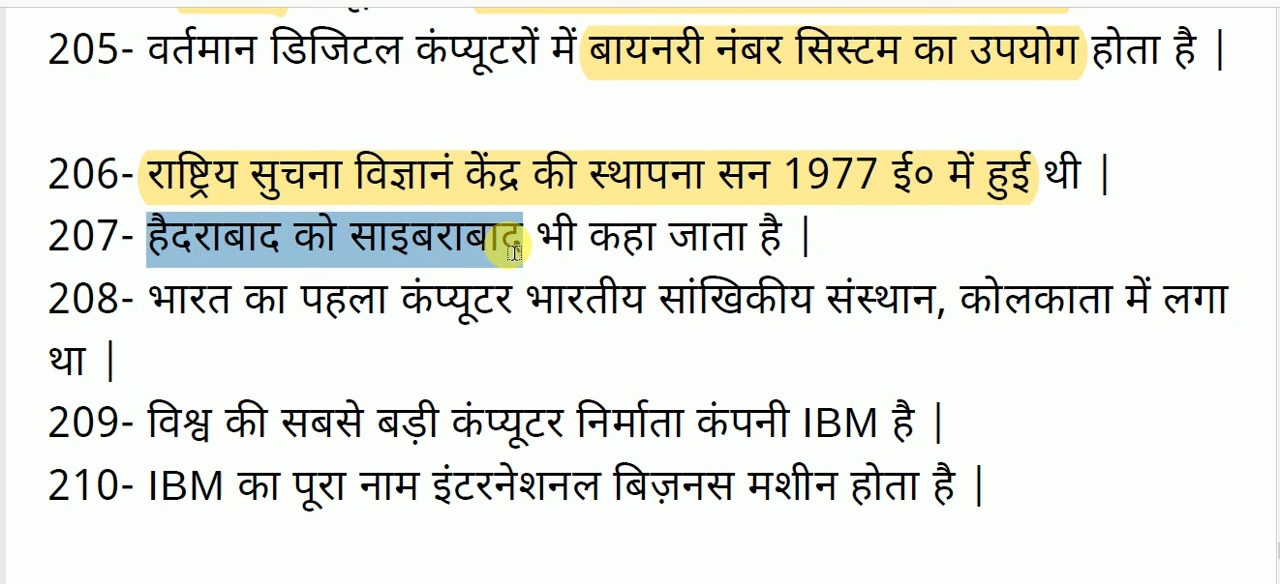 205- वर्तमान डिजिटल कंप्यूटरों में बायनरी नंबर सिस्टम का उपयोग होता है |
206- राष्ट्रिय सुचना विज्ञानं केंद्र की स्थापना सन 1977 ई० में हुई थी |
207- हैदराबाद को साइबराबाद भी कहा जाता है |
208- भारत का पहला कंप्यूटर भारतीय सांखिकीय संस्थान, कोलकाता में लगा
था |
209- विश्व की सबसे बड़ी कंप्यूटर निर्माता कंपनी IBM है |
210- IBM का पूरा नाम इंटरनेशनल बिज़नस मशीन होता है |